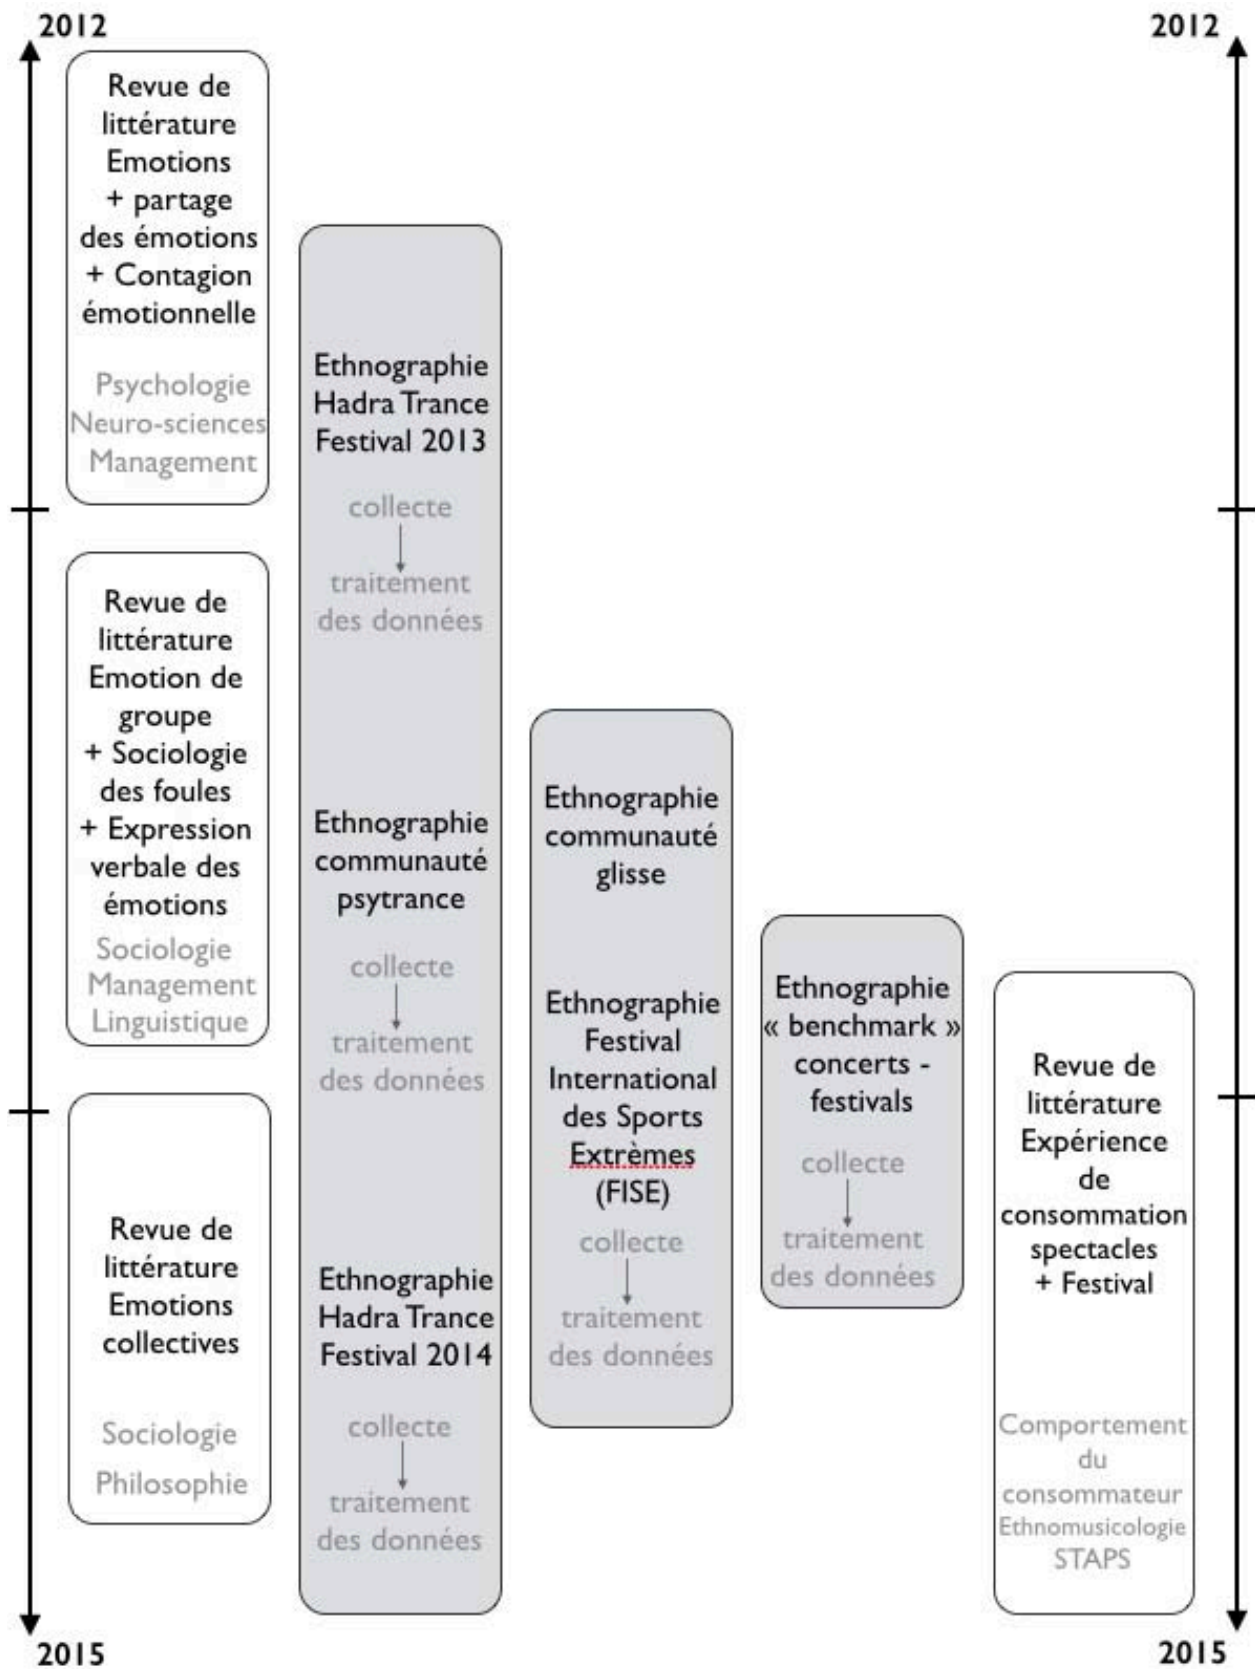 2012
2012
Revue de
littérature
Emotions
+ partage
des émotions
+ Contagion
émotionnelle
Psychologie
Neuro-sciences
Management
Revue de
littérature
Emotion de
groupe
+ Sociologie
des foules
+ Expression
verbale des
émotions
Sociologie
Management
Linguistique
Revue de
littérature
Emotions
collectives
Sociologie
Philosophie
Ethnographie
Hadra Trance
Festival 2013
collecte
traitement
des données
Ethnographie
communauté
psytrance
collecte
traitement
des données
Ethnographie
Hadra Trance
Festival 2014
collecte
traitement
des données
Ethnographie
communauté
glisse
Ethnographie
Festival
International
des Sports
Extrèmes
(FISE)
collecte
traitement
des données
Ethnographie
« benchmark »
concerts -
festivals
collecte
traitement
des données
Revue de
littérature
Expérience
de
consommation
spectacles
+ Festival
Comportement
du
consommateur
Ethnomusicologie
STAPS
2015
2015